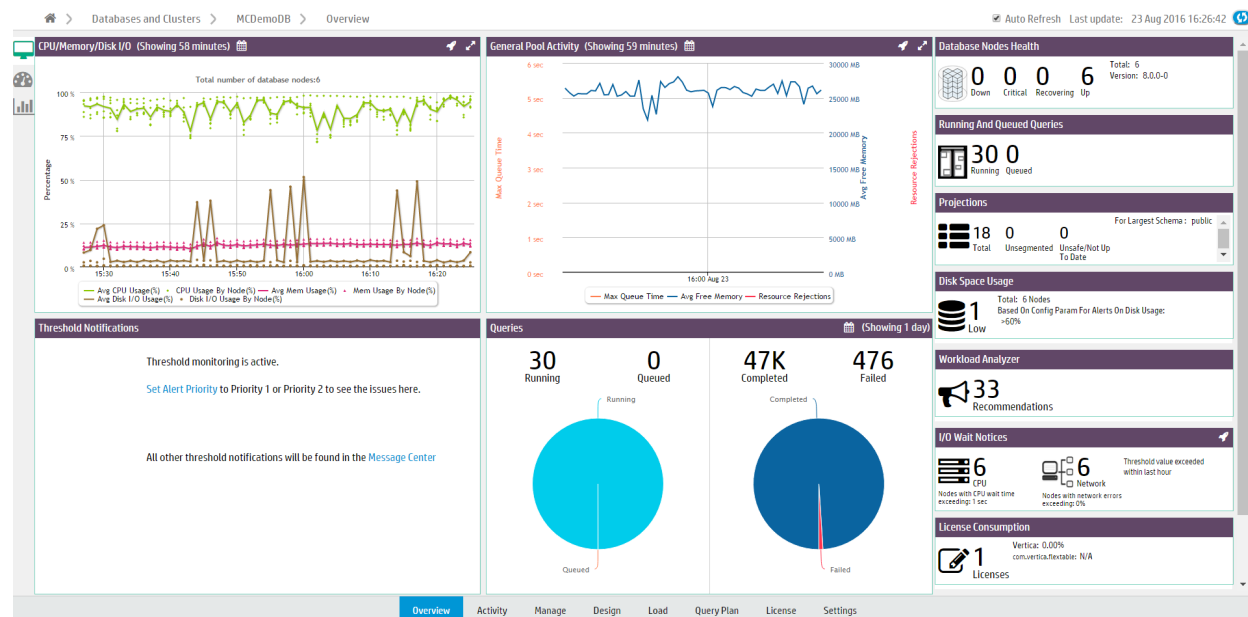 Databases and Clusters > MCDemoDB > Overview
Auto Refresh Last update: 23 Aug 2016 16:26:42
CPU/Memory/Disk I/O (Showing 58 minutes)
Total number of database nodes:6
100 %
75 %
50 %
25 %
0 %
Percentage
15:30 15:40 15:50 16:00 16:10 16:20
Avg CPU Usage(%) CPU Usage By Node(%) Avg Mem Usage(%) Mem Usage By Node(%)
Avg Disk I/O Usage(%) Disk I/O Usage By Node(%)
General Pool Activity (Showing 59 minutes)
6 sec
5 sec
4 sec
3 sec
2 sec
1 sec
0 sec
Max Queue Time
30000 MB
25000 MB
20000 MB
15000 MB
10000 MB
5000 MB
0 MB
Avg Free Memory
Resource Rejections
16:00 Aug 23
Max Queue Time Avg Free Memory Resource Rejections
Database Nodes Health
0 0 0 6
Down Critical Recovering Up
Total: 6
Version: 8.0.0-0
Running And Queued Queries
30 0
Running Queued
Projections
For Largest Schema : public
18 0 0
Total Unsegmented Unsafe/Not Up
To Date
Disk Space Usage
1
Low
Total: 6 Nodes
Based On Config Param For Alerts On Disk Usage:
>60%
Workload Analyzer
33
Recommendations
I/O Wait Notices
6
CPU
Nodes with CPU wait time
exceeding: 1 sec
6
Network
Nodes with network errors
exceeding: 0%
Threshold value exceeded
within last hour
License Consumption
1
Licenses
Vertica: 0.00%
com.vertica.flextable: N/A
Threshold Notifications
Threshold monitoring is active.
Set Alert Priority to Priority 1 or Priority 2 to see the issues here.
All other threshold notifications will be found in the Message Center
Queries (Showing 1 day)
30 0 47K 476
Running Queued Completed Failed
Running
Queued
Completed
Failed
Overview Activity Manage Design Load Query Plan License Settings